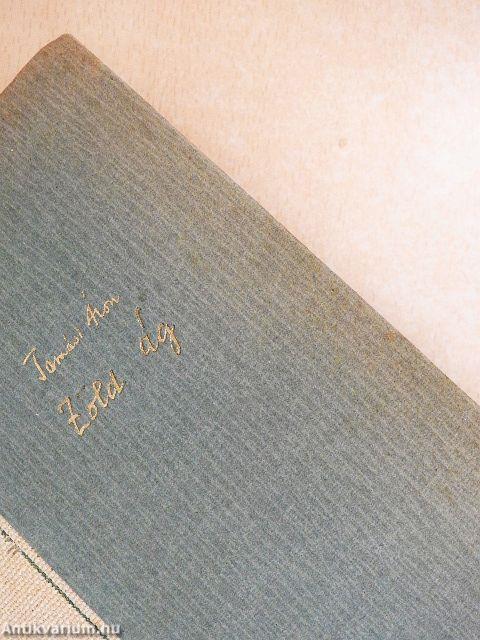 Tamási Áron
Zöld ág
Antikvarium.hu